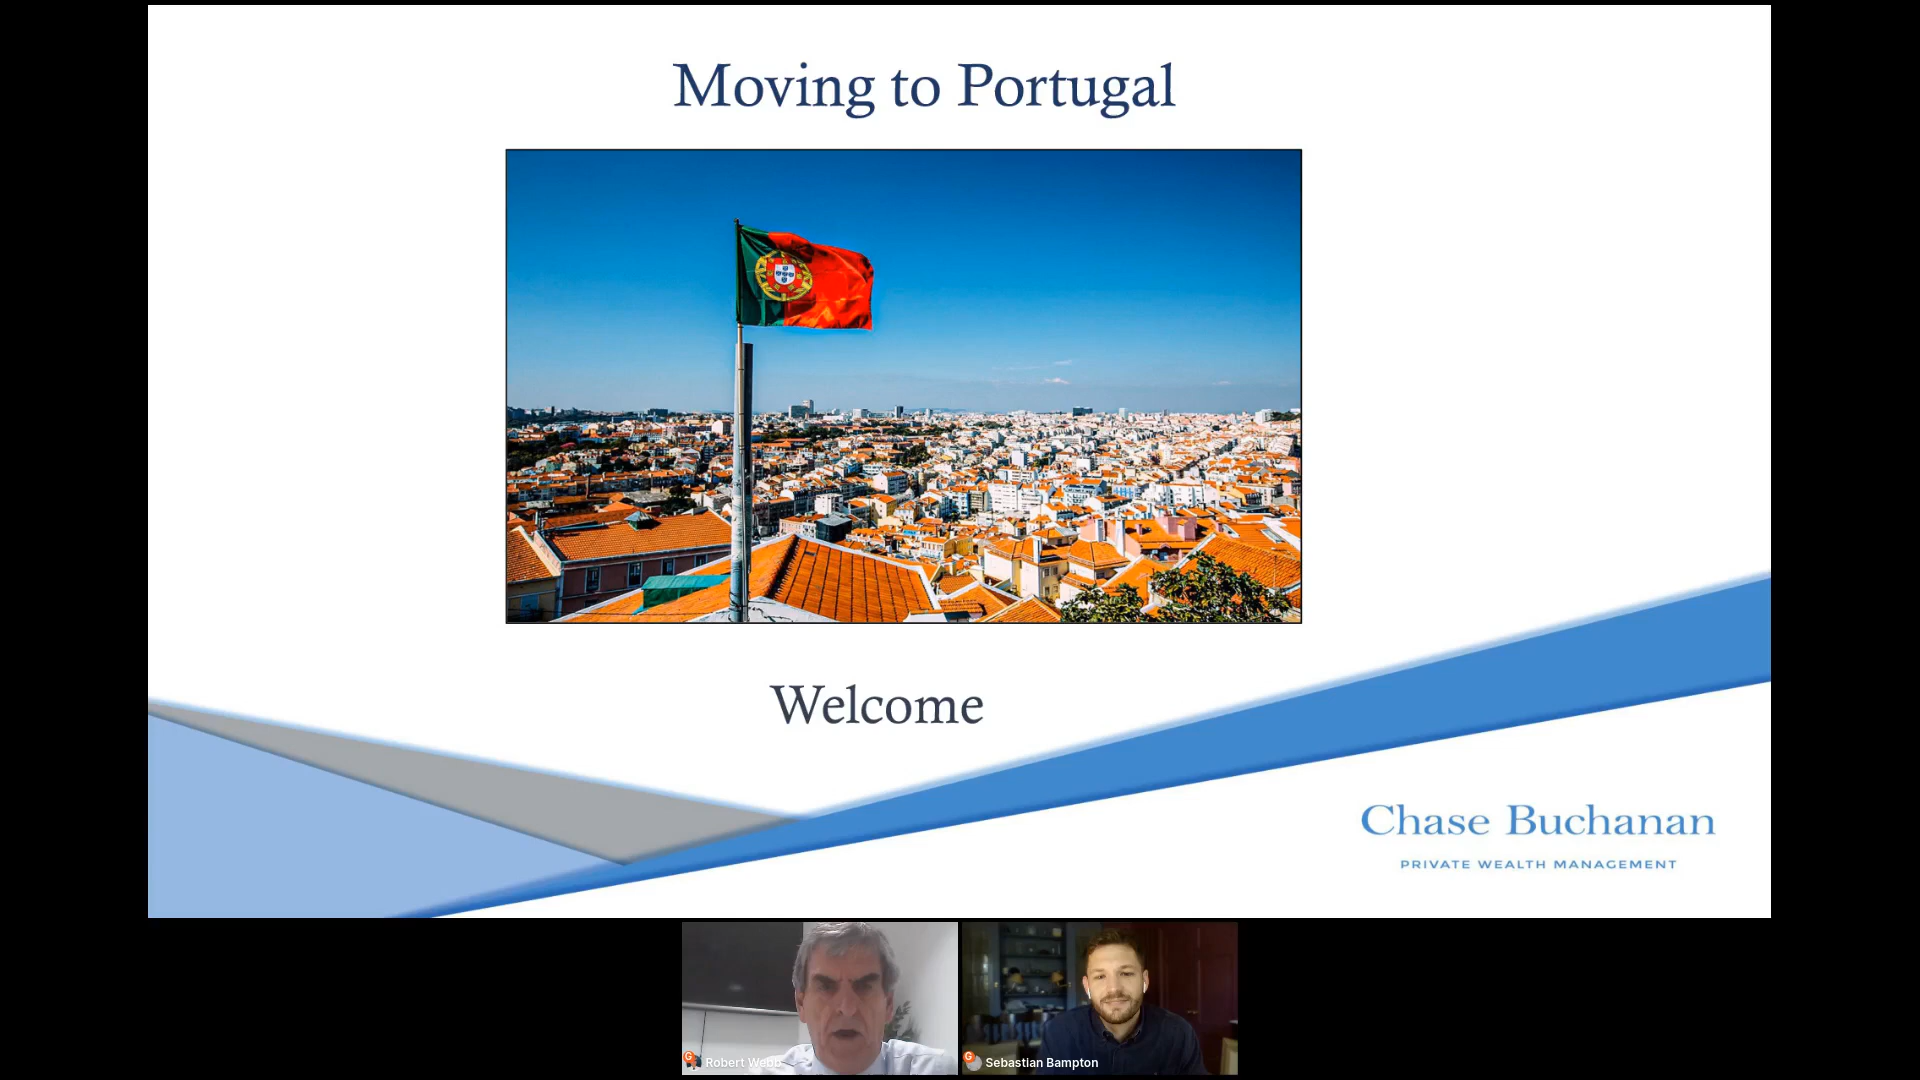 Moving to Portugal
Welcome
Chase Buchanan
PRIVATE WEALTH MANAGEMENT
G
Robert Webb
G
Sebastian Bampton